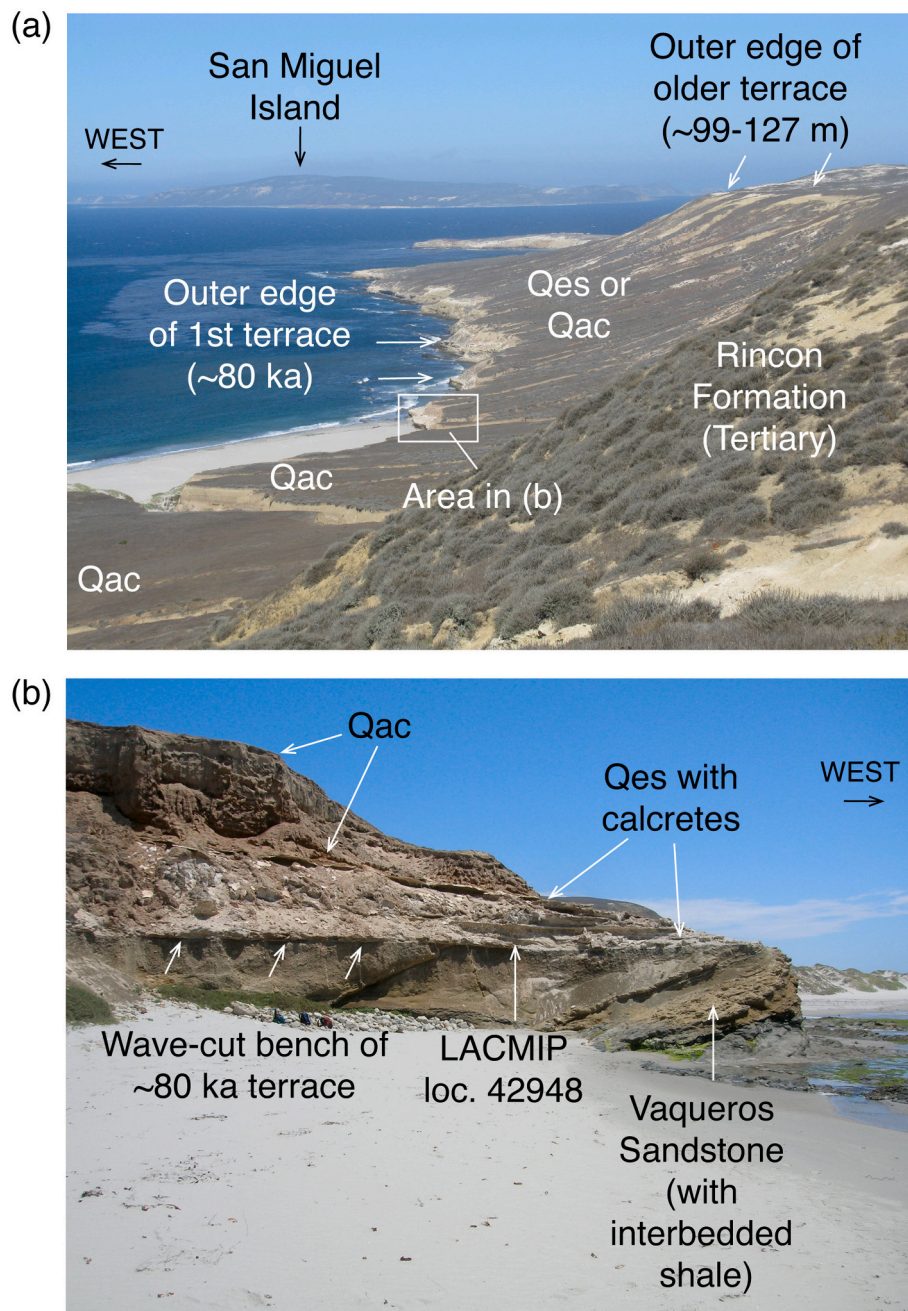 (a)
San Miguel
Island
WEST
Outer edge of
older terrace
(~99-127 m)
Outer edge
of 1st terrace
(~80 ka)
Qes or
Qac
Rincon
Formation
(Tertiary)
Qac
Area in (b)
Qac
(b)
Qac
Qes with
calcretes
WEST
Wave-cut bench of
~80 ka terrace
LACMIP
loc. 42948
Vaqueros
Sandstone
(with
interbedded
shale)